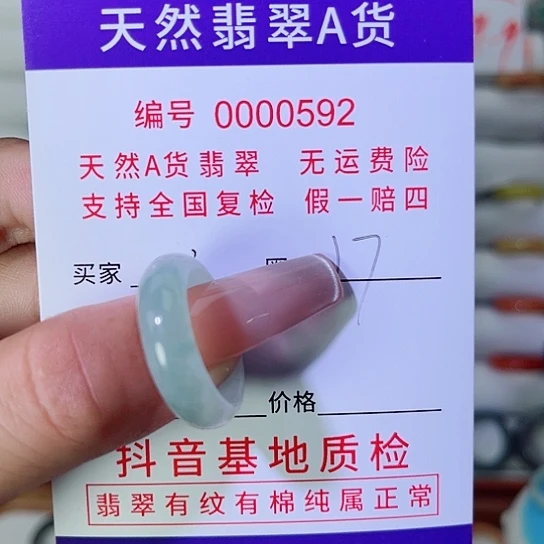 天然翡翠A货
编号 0000592
天然A货翡翠 无运费险
支持全国复检 假一赔四
买家 17
价格
抖音基地质检
翡翠有纹有棉纯属正常